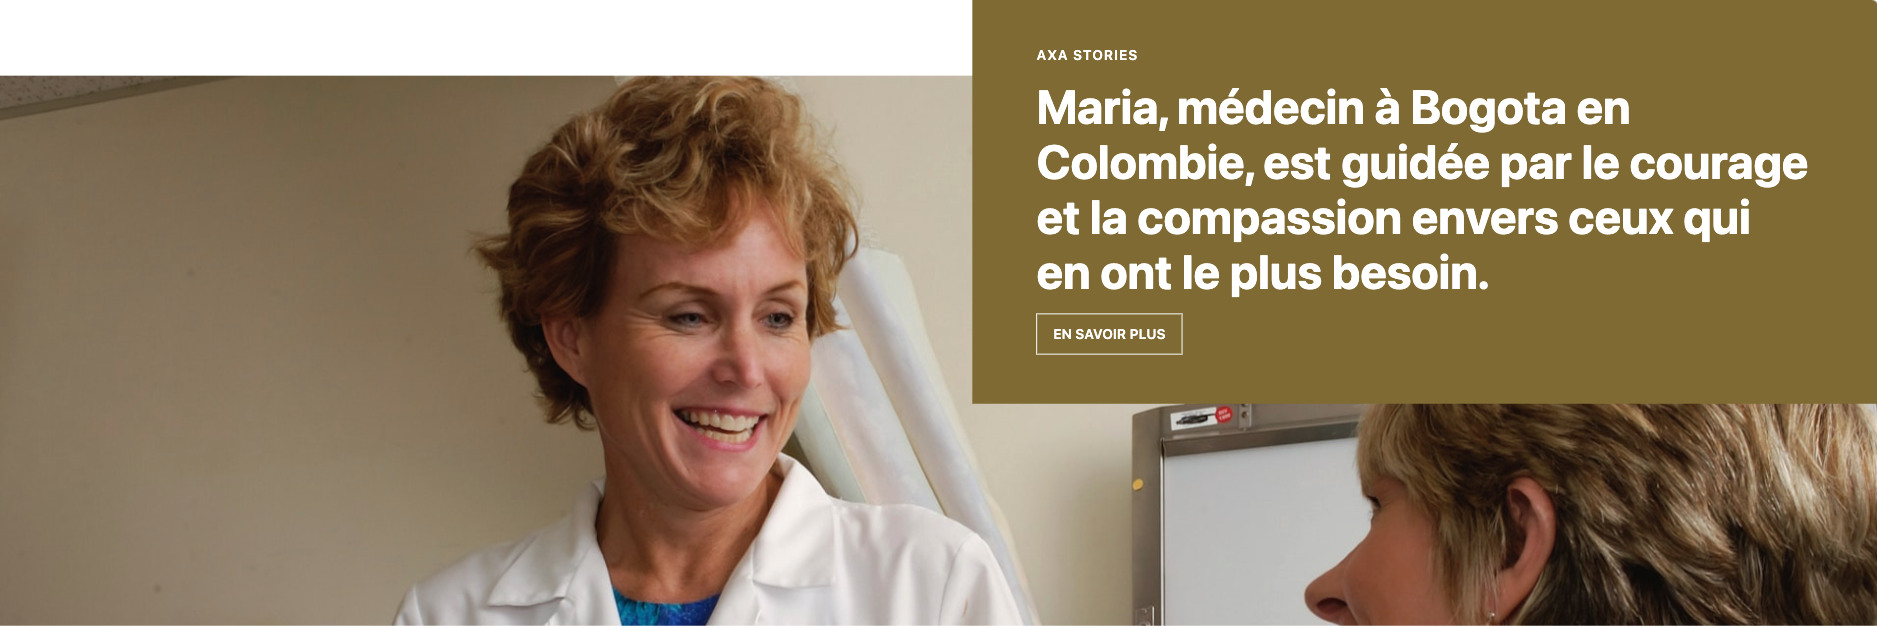 AXA STORIES
Maria, médecin à Bogota en
Colombie, est guidée par le courage
et la compassion envers ceux qui
en ont le plus besoin.
EN SAVOIR PLUS